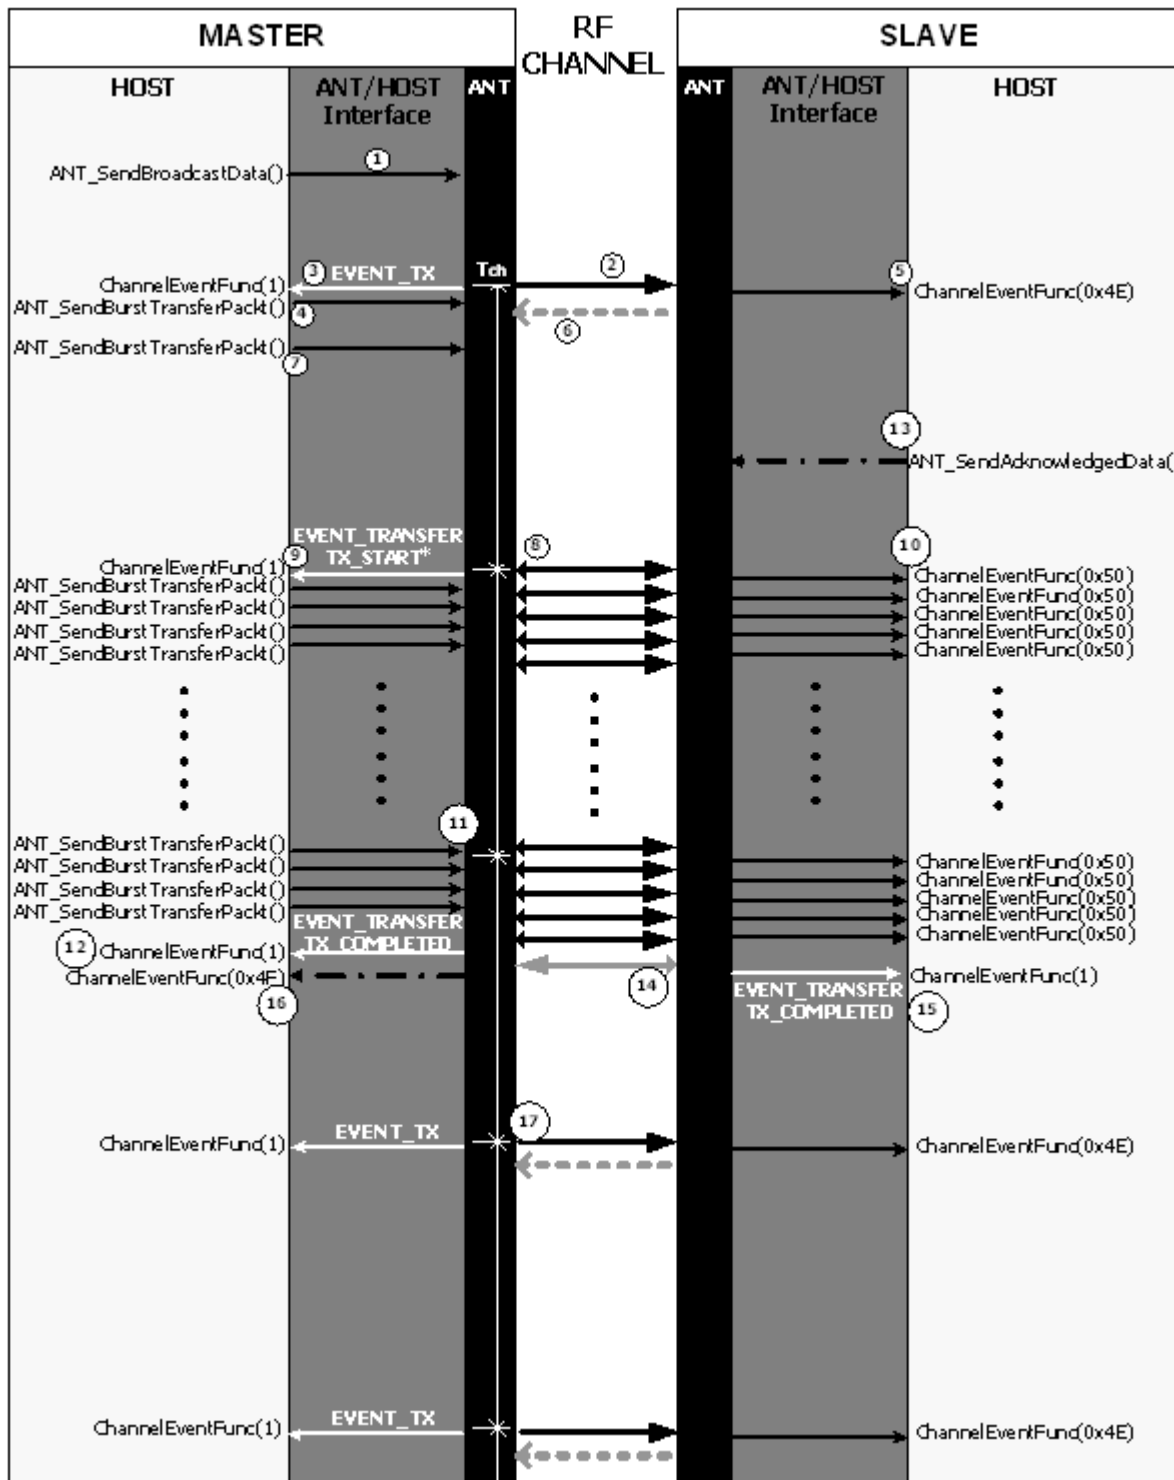 MASTER
RF
CHANNEL
SLAVE
HOST
ANT/HOST
Interface
ANT
ANT
ANT/HOST
Interface
HOST
1
ANT_SendBroadcastData()
3 EVENT_TX
Tch
2
5
ChannelEventFunc(1)
ChannelEventFunc(0x4E)
ANT_SendBurstTransferPackt()
4
6
ANT_SendBurstTransferPackt()
7
13
ANT_SendAcknowledgedData(
EVENT_TRANSFER
TX_START*
9
8
10
ChannelEventFunc(1)
ChannelEventFunc(0x50)
ANT_SendBurstTransferPackt()
ChannelEventFunc(0x50)
ANT_SendBurstTransferPackt()
ChannelEventFunc(0x50)
ANT_SendBurstTransferPackt()
ChannelEventFunc(0x50)
ANT_SendBurstTransferPackt()
ChannelEventFunc(0x50)
11
ANT_SendBurstTransferPackt()
ChannelEventFunc(0x50)
ANT_SendBurstTransferPackt()
ChannelEventFunc(0x50)
ANT_SendBurstTransferPackt()
ChannelEventFunc(0x50)
ANT_SendBurstTransferPackt()
ChannelEventFunc(0x50)
EVENT_TRANSFER
TX_COMPLETED
ChannelEventFunc(0x50)
12
ChannelEventFunc(1)
ChannelEventFunc(0x4E)
16
14
ChannelEventFunc(1)
EVENT_TRANSFER
TX_COMPLETED
15
17
EVENT_TX
ChannelEventFunc(1)
ChannelEventFunc(0x4E)
EVENT_TX
ChannelEventFunc(1)
ChannelEventFunc(0x4E)